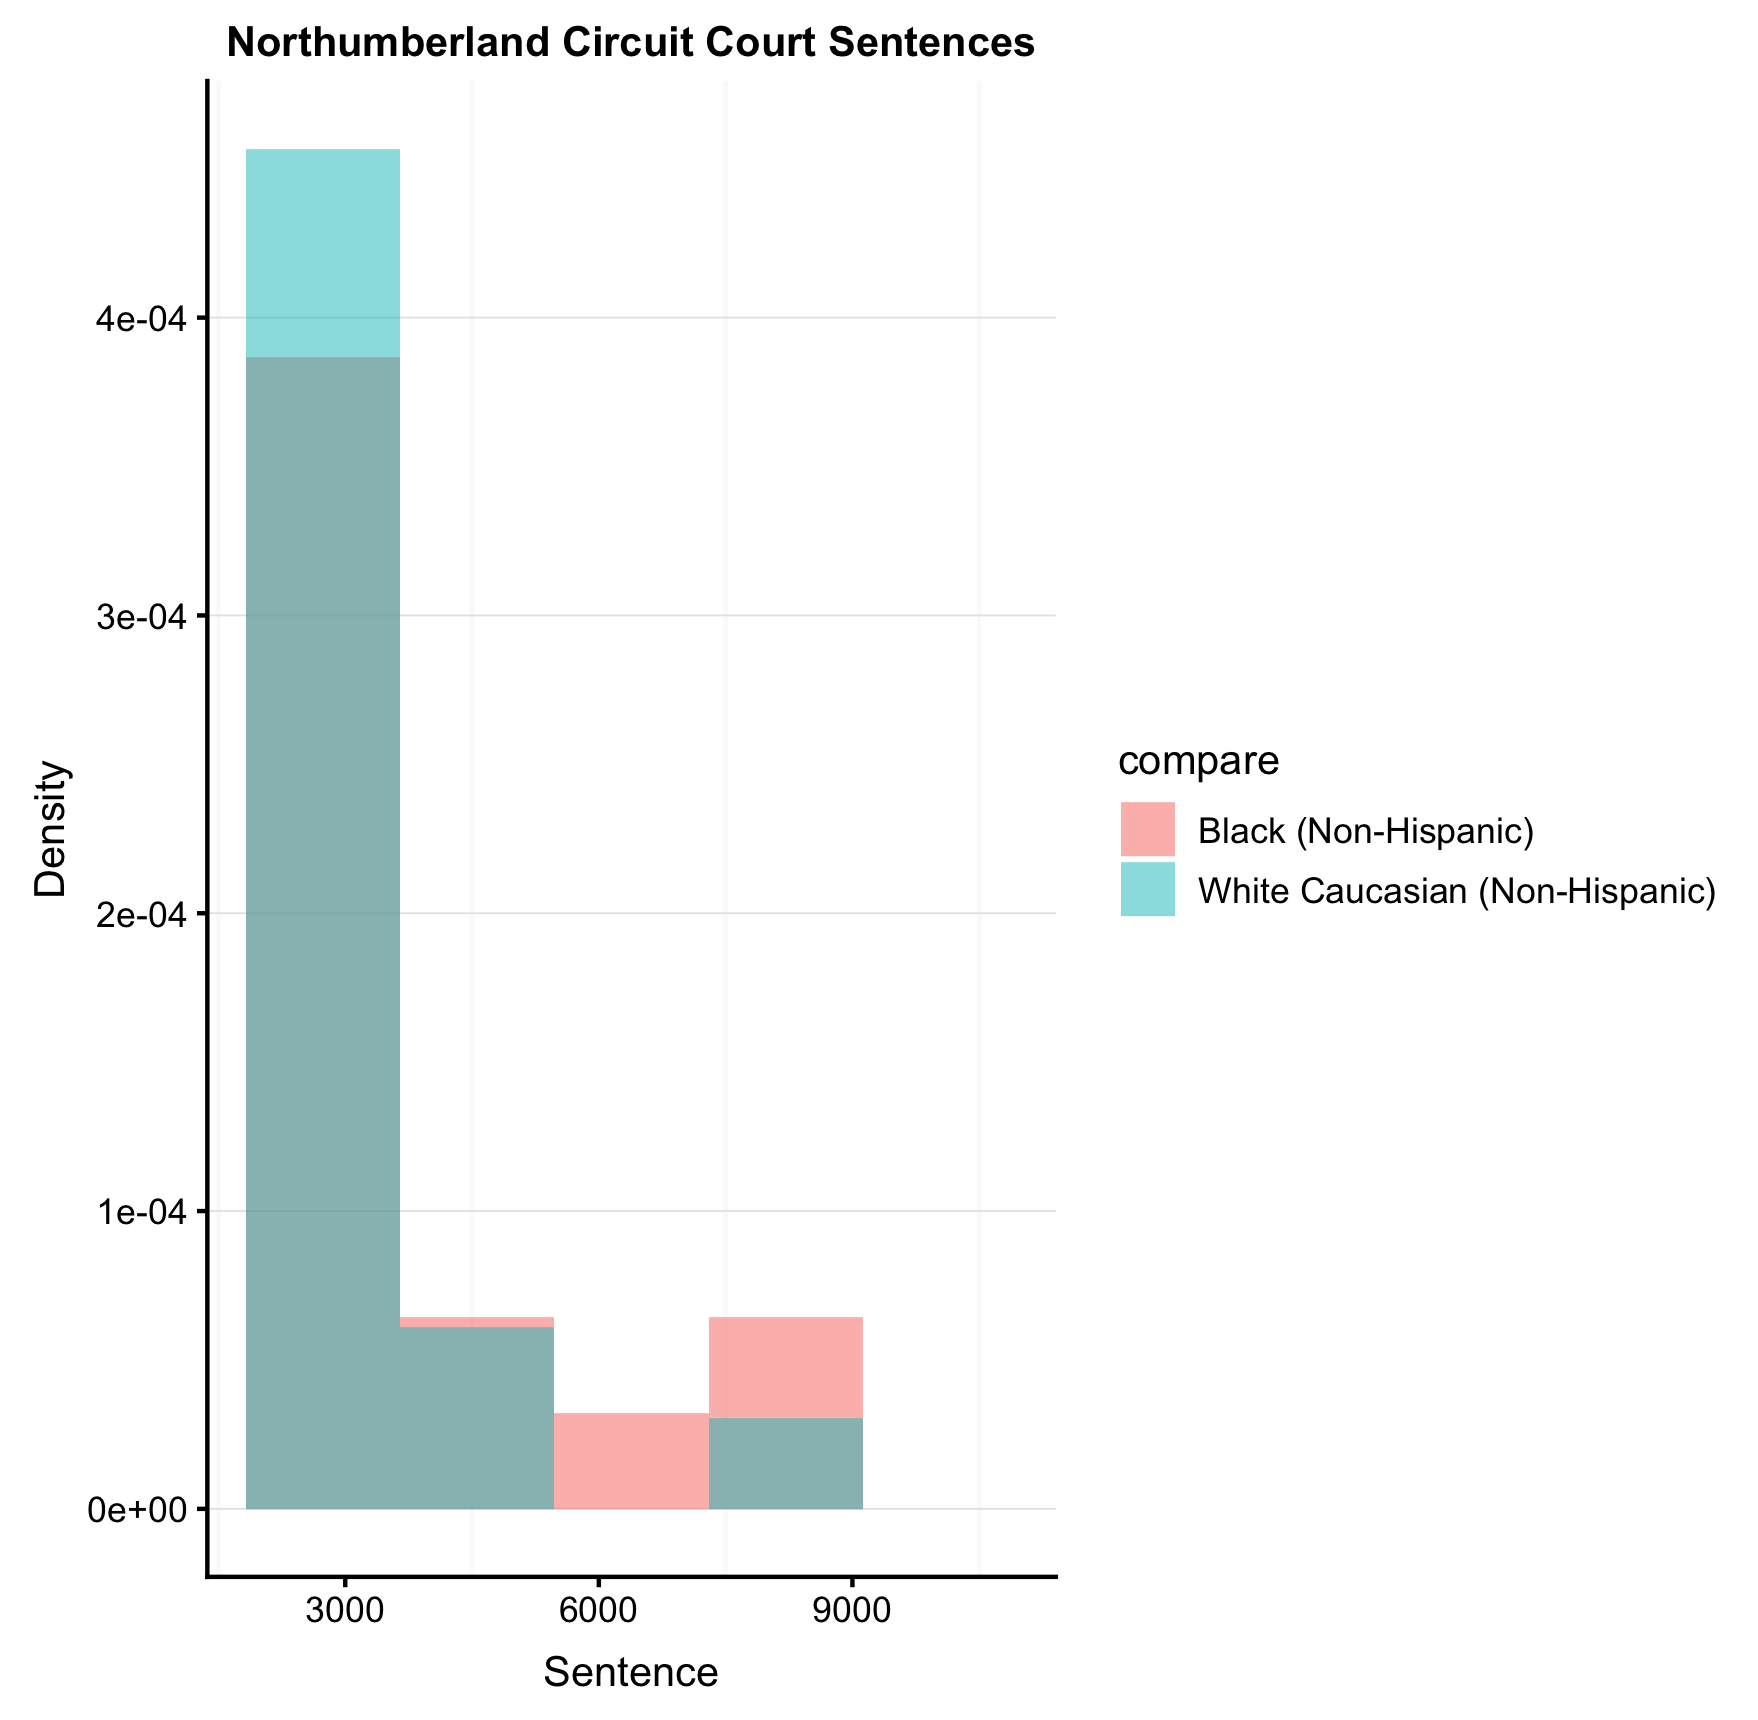 Northumberland Circuit Court Sentences
4e-04
3e-04
2e-04
1e-04
0e+00
Density
3000 6000 9000
Sentence
compare
Black (Non-Hispanic)
White Caucasian (Non-Hispanic)